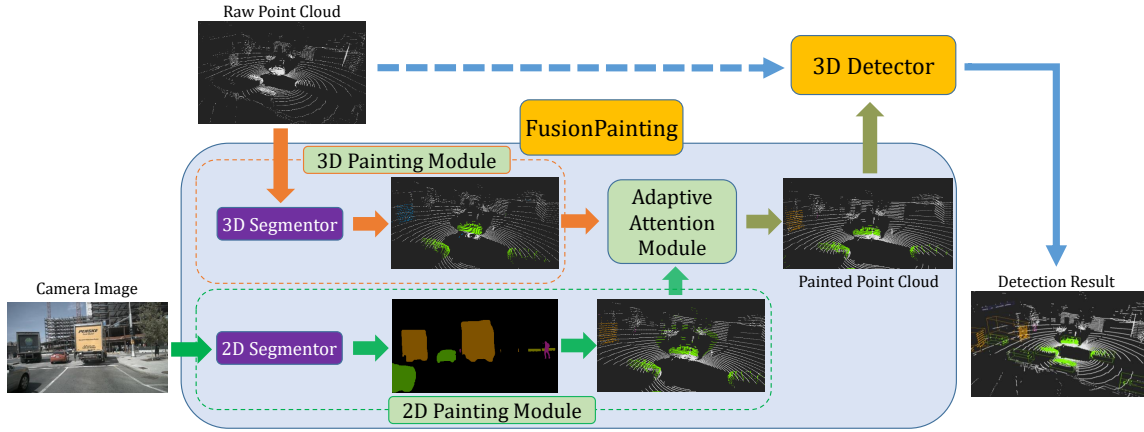 Raw Point Cloud
3D Detector
FusionPainting
3D Painting Module
3D Segmentor
Adaptive
Attention
Module
Painted Point Cloud
Camera Image
2D Segmentor
2D Painting Module
Detection Result